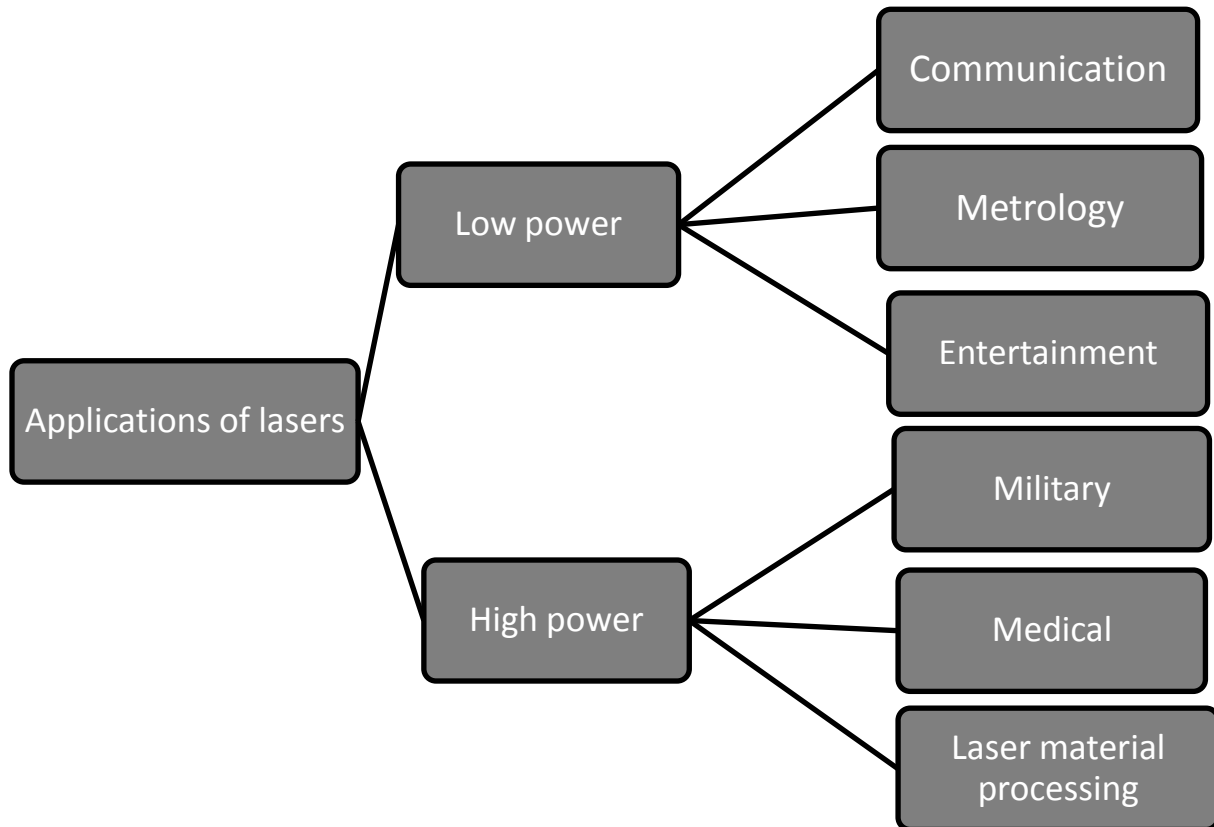 Applications of lasers
Low power
High power
Communication
Metrology
Entertainment
Military
Medical
Laser material
processing